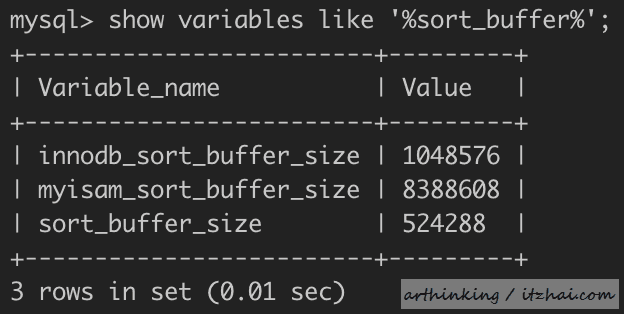 mysql> show variables like '%sort_buffer%';
+-------------------------+---------+
| Variable_name           | Value   |
+-------------------------+---------+
| innodb_sort_buffer_size | 1048576 |
| myisam_sort_buffer_size | 8388608 |
| sort_buffer_size        | 524288  |
+-------------------------+---------+
3 rows in set (0.01 sec)
arthinking / itzhai.com